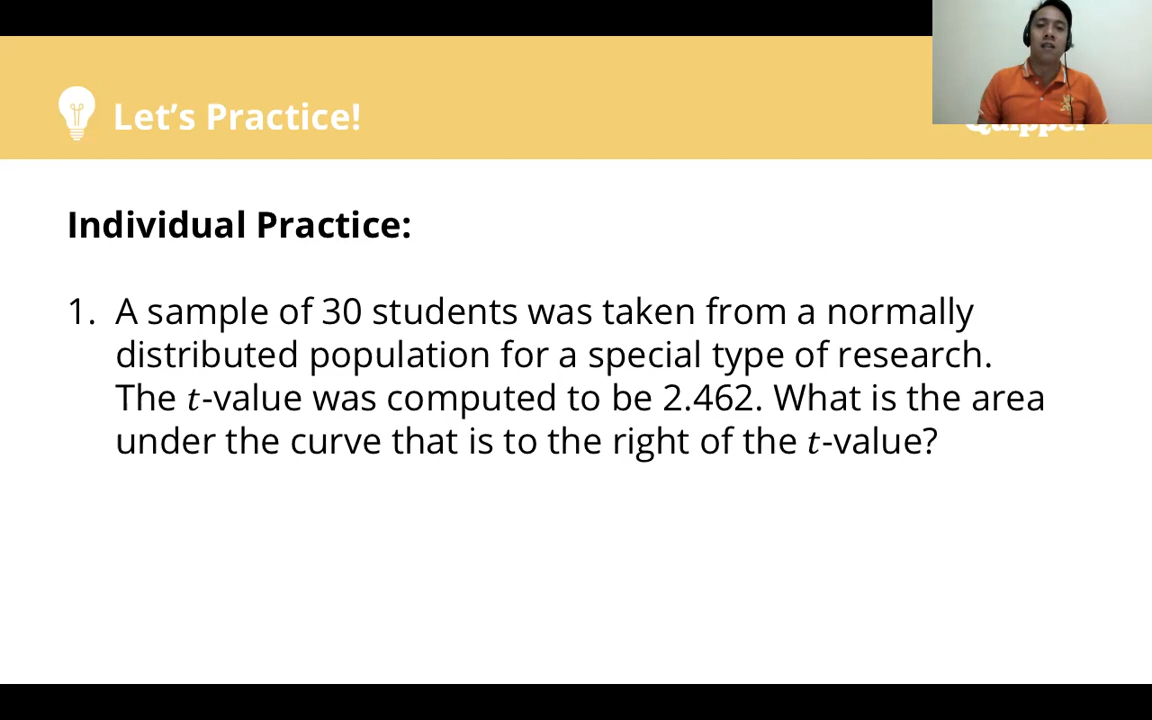 Let's Practice!
Individual Practice:
1. A sample of 30 students was taken from a normally
distributed population for a special type of research.
The t-value was computed to be 2.462. What is the area
under the curve that is to the right of the t-value?